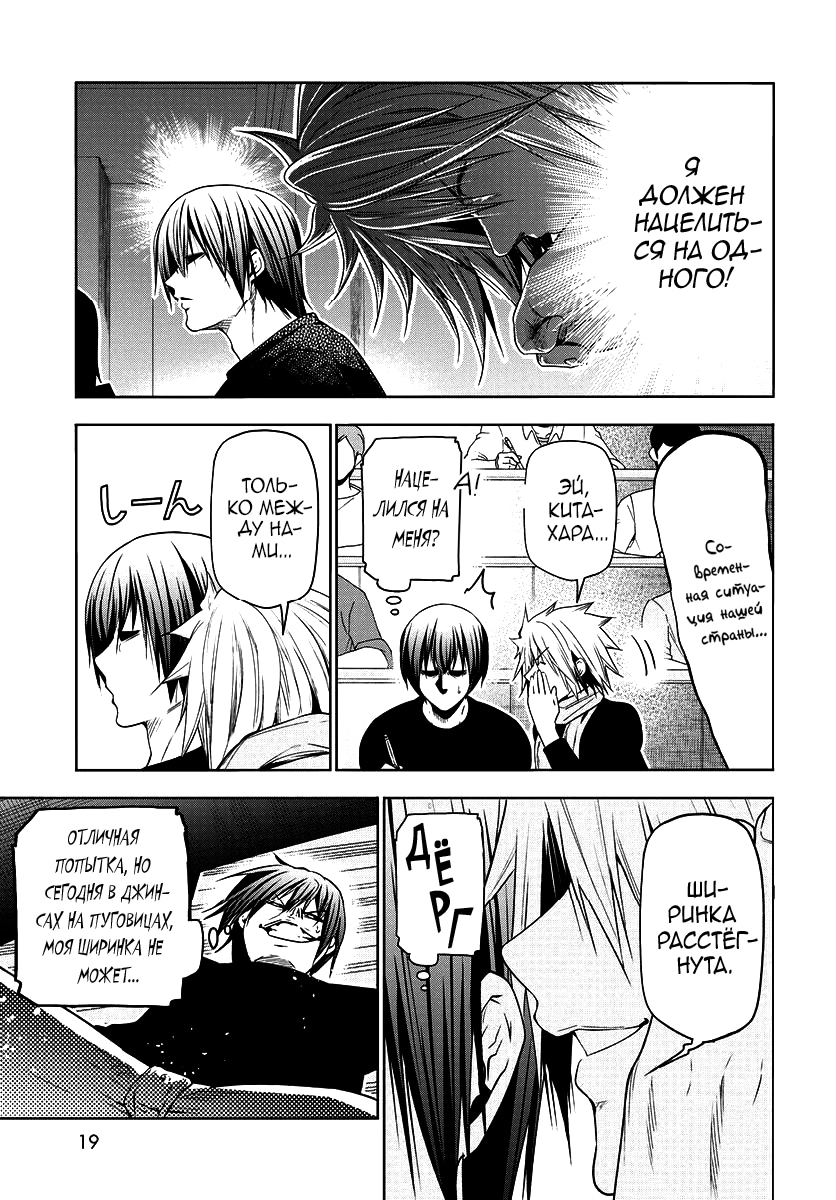 Я
ДОЛЖЕН
НАЦЕЛИТЬ-
СЯ НА ОД-
НОГО!
Со-
времен-
ная ситуа-
ция нашей
страны...
ЭЙ,
КИТА-
ХАРА...
А!
НАЦЕ-
ЛИЛСЯ НА
МЕНЯ?
ТОЛЬ-
КО МЕЖ-
ДУ НА-
МИ...
しーん
ШИ-
РИНКА
РАССТЁГ-
НУТА.
ДЁРГ
ОТЛИЧНАЯ
ПОПЫТКА, НО
СЕГОДНЯ В ДЖИН-
САХ НА ПУГОВИЦАХ,
МОЯ ШИРИНКА НЕ
МОЖЕТ...
19